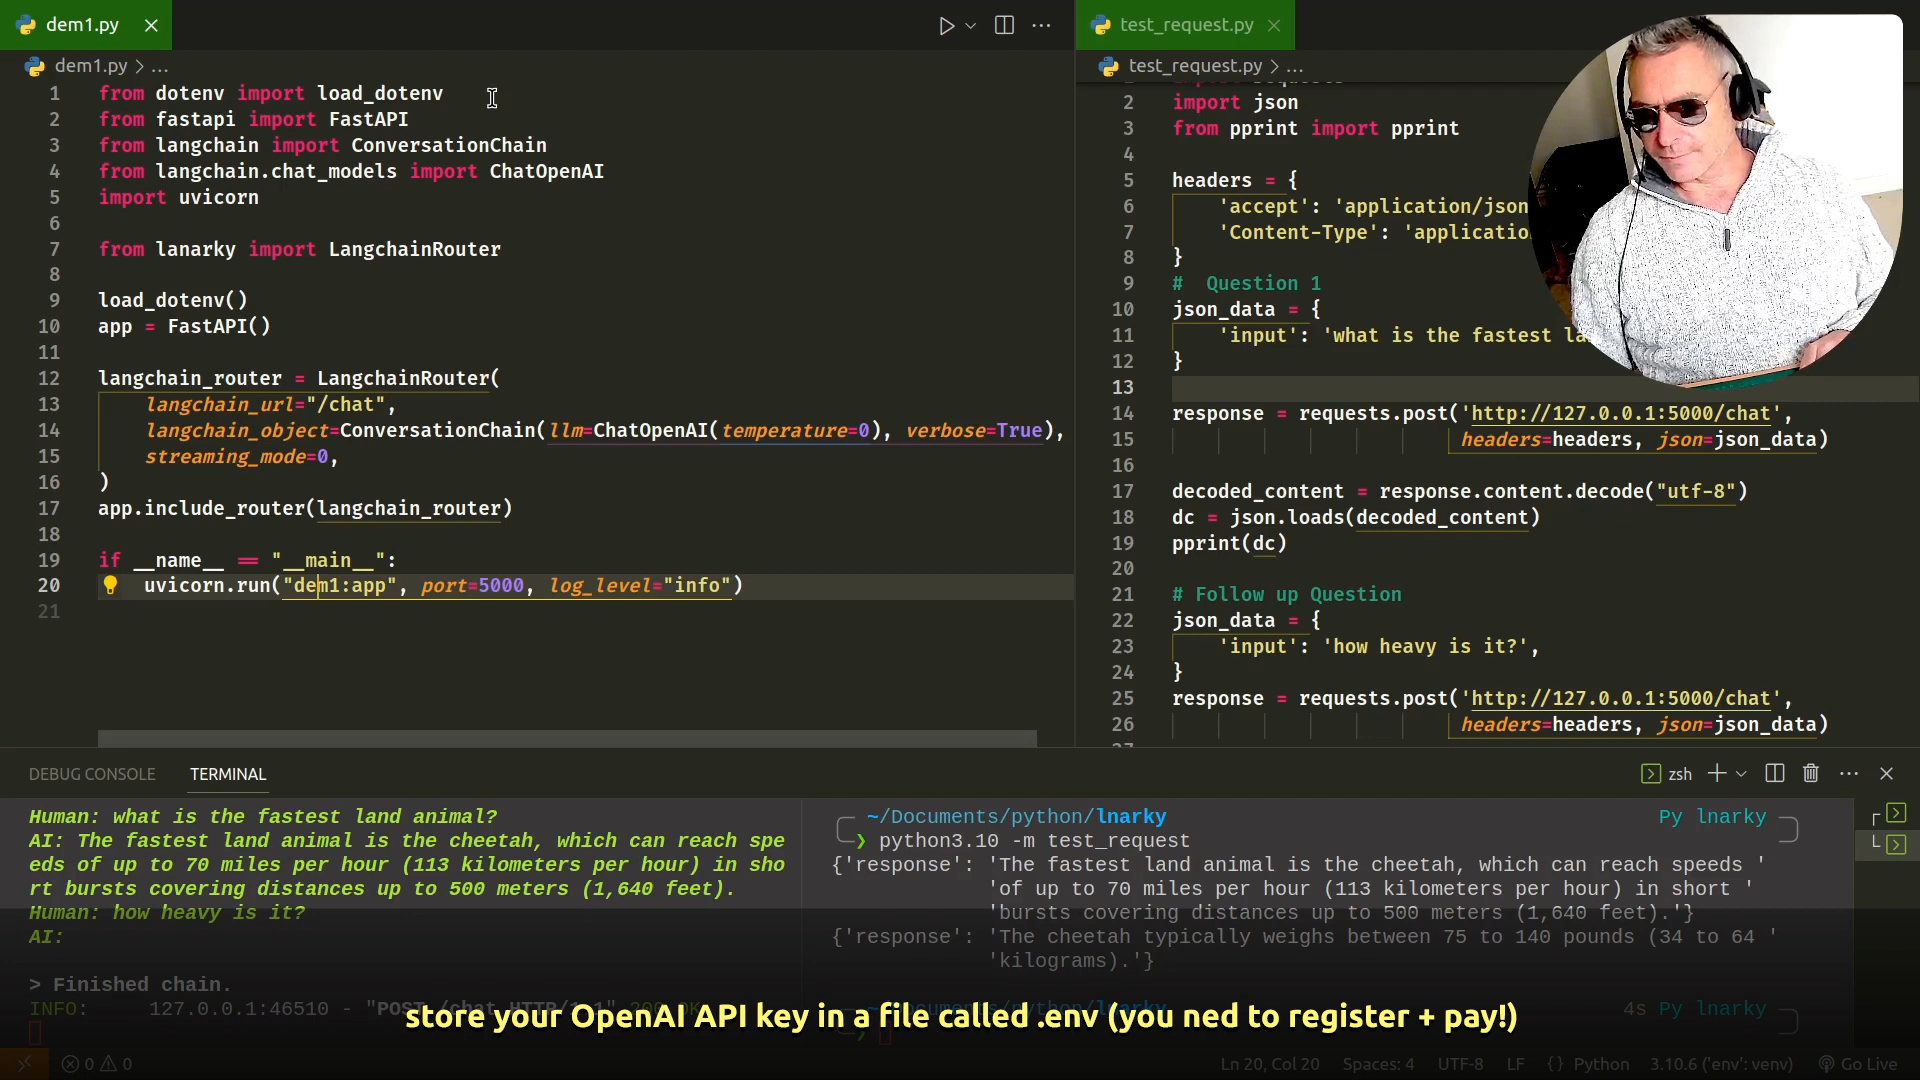 dem1.py
dem1.py > ...
1 from dotenv import load_dotenv
2 from fastapi import FastAPI
3 from langchain import ConversationChain
4 from langchain.chat_models import ChatOpenAI
5 import uvicorn
6
7 from lanarky import LangchainRouter
8
9 load_dotenv()
10 app = FastAPI()
11
12 langchain_router = LangchainRouter(
13 langchain_url="/chat",
14 langchain_object=ConversationChain(llm=ChatOpenAI(temperature=0), verbose=True),
15 streaming_mode=0,
16 )
17 app.include_router(langchain_router)
18
19 if __name__ == "__main__":
20 uvicorn.run("dem1:app", port=5000, log_level="info")
21
test_request.py
test_request.py > ...
2 import json
3 from pprint import pprint
4
5 headers = {
6 'accept': 'application/json
7 'Content-Type': 'applicatio
8 }
9 # Question 1
10 json_data = {
11 'input': 'what is the fastest la
12 }
13
14 response = requests.post('http://127.0.0.1:5000/chat',
15 headers=headers, json=json_data)
16
17 decoded_content = response.content.decode("utf-8")
18 dc = json.loads(decoded_content)
19 pprint(dc)
20
21 # Follow up Question
22 json_data = {
23 'input': 'how heavy is it?',
24 }
25 response = requests.post('http://127.0.0.1:5000/chat',
26 headers=headers, json=json_data)
DEBUG CONSOLE TERMINAL zsh
Human: what is the fastest land animal?
AI: The fastest land animal is the cheetah, which can reach spe
eds of up to 70 miles per hour (113 kilometers per hour) in sho
rt bursts covering distances up to 500 meters (1,640 feet).
Human: how heavy is it?
AI:
> Finished chain.
INFO: 127.0.0.1:46510 - "POST /chat HTTP/1.1" 200 OK
~/Documents/python/lnarky Py lnarky
❯ python3.10 -m test_request
{'response': 'The fastest land animal is the cheetah, which can reach speeds '
'of up to 70 miles per hour (113 kilometers per hour) in short '
'bursts covering distances up to 500 meters (1,640 feet).'}
{'response': 'The cheetah typically weighs between 75 to 140 pounds (34 to 64 '
'kilograms).'}
~/Documents/python/lnarky 4s Py lnarky
store your OpenAI API key in a file called .env (you ned to register + pay!)
0 0 Ln 20, Col 20 Spaces: 4 UTF-8 LF {} Python 3.10.6 ('env': venv) Go Live